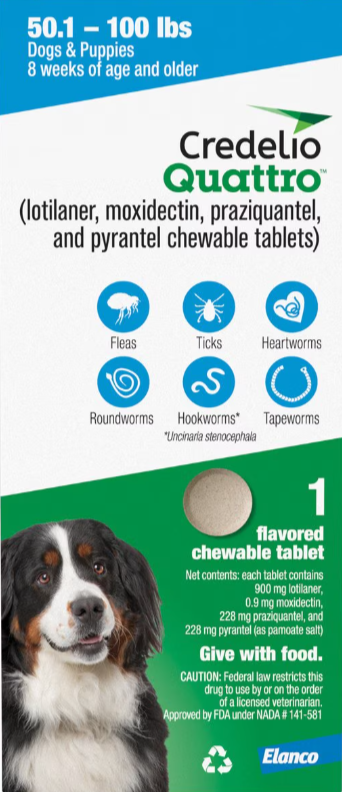 50.1 – 100 lbs
Dogs & Puppies
8 weeks of age and older
Credelio
Quattro™
(lotilaner, moxidectin, praziquantel,
and pyrantel chewable tablets)
Fleas
Ticks
Heartworms
Roundworms
Hookworms*
Tapeworms
*Uncinaria stenocephala
1
flavored
chewable tablet
Net contents: each tablet contains
900 mg lotilaner,
0.9 mg moxidectin,
228 mg praziquantel, and
228 mg pyrantel (as pamoate salt)
Give with food.
CAUTION: Federal law restricts this
drug to use by or on the order
of a licensed veterinarian.
Approved by FDA under NADA # 141-581
Elanco